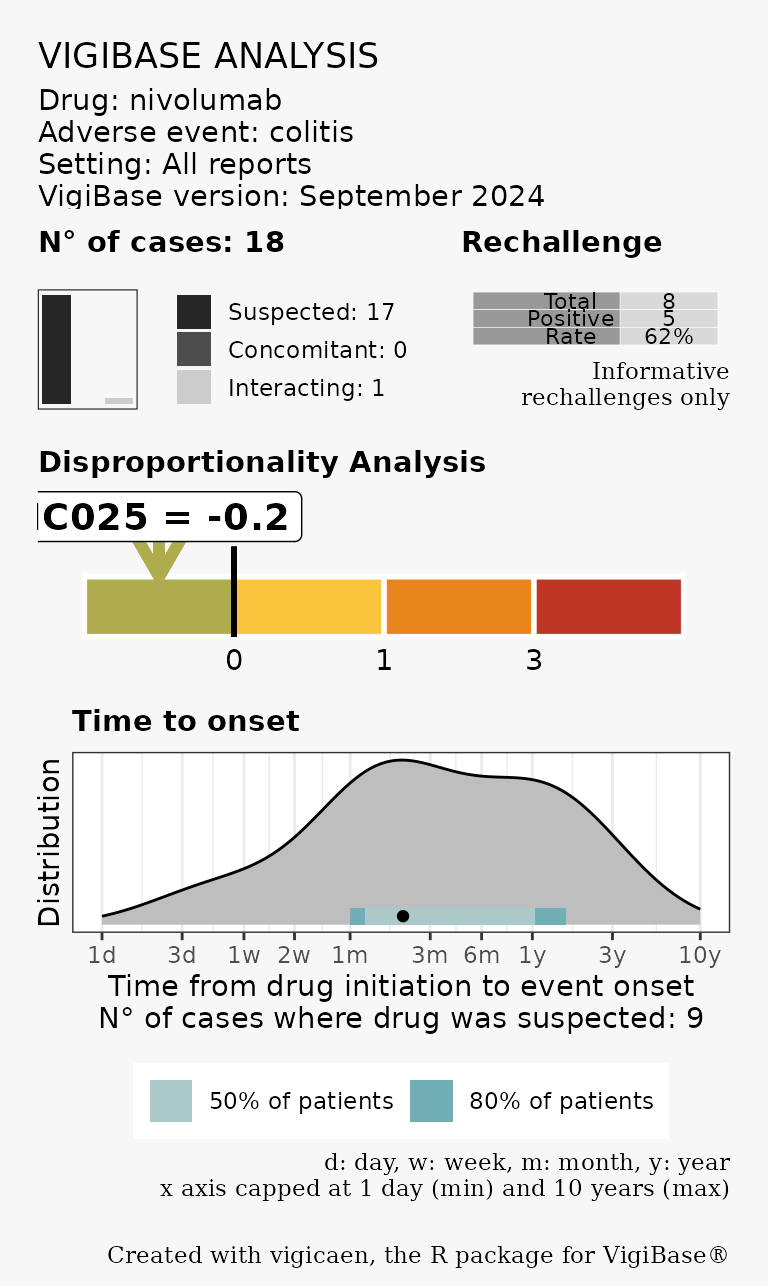 VIGIBASE ANALYSIS
Drug: nivolumab
Adverse event: colitis
Setting: All reports
VigiBase version: September 2024
N° of cases: 18
Suspected: 17
Concomitant: 0
Interacting: 1
Rechallenge
Total 8
Positive 5
Rate 62%
Informative
rechallenges only
Disproportionality Analysis
IC025 = -0.2
0 1 3
Time to onset
Distribution
1d 3d 1w 2w 1m 3m 6m 1y 3y 10y
Time from drug initiation to event onset
N° of cases where drug was suspected: 9
50% of patients 80% of patients
d: day, w: week, m: month, y: year
x axis capped at 1 day (min) and 10 years (max)
Created with vigicaen, the R package for VigiBase®